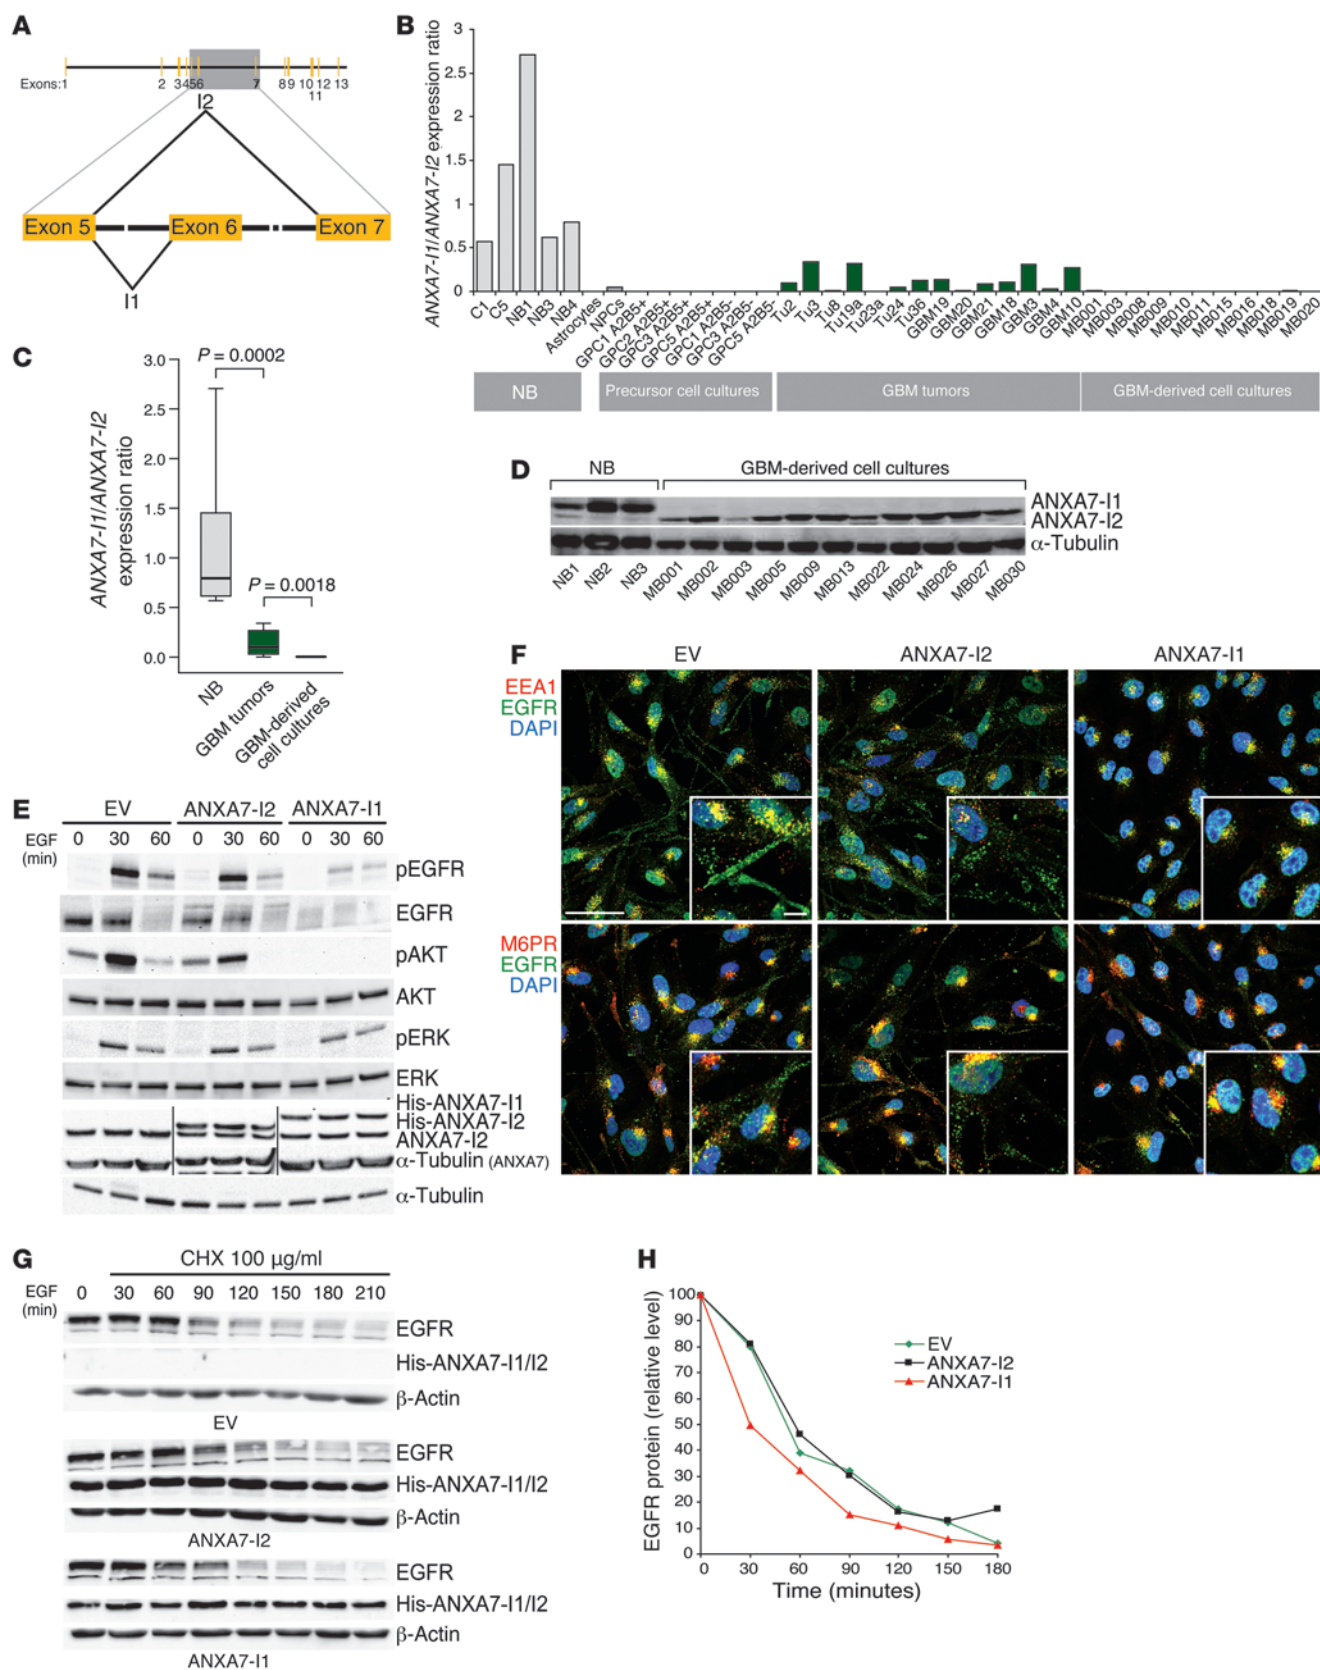 A
Exons:1 2 3 4 5 6 7 8 9 10 11 12 13
I2
Exon 5 Exon 6 Exon 7
I1
B
ANXA7-I1/ANXA7-I2 expression ratio
3
2.5
2
1.5
1
0.5
0
C1 C5 NB1 NB3 NB4 Astrocytes NPCs GPC1 A2B5+ GPC2 A2B5+ GPC3 A2B5+ GPC5 A2B5+ GPC1 A2B5- GPC3 A2B5- GPC5 A2B5- Tu2 Tu3 Tu8 Tu19a Tu23a Tu24 Tu36 GBM19 GBM20 GBM21 GBM18 GBM3 GBM4 GBM10 MB001 MB003 MB008 MB009 MB010 MB011 MB015 MB016 MB018 MB019 MB020
NB Precursor cell cultures GBM tumors GBM-derived cell cultures
C
ANXA7-I1/ANXA7-I2
expression ratio
3.0
2.5
2.0
1.5
1.0
0.5
0.0
P = 0.0002
P = 0.0018
NB
GBM tumors
GBM-derived
cell cultures
D
NB GBM-derived cell cultures
ANXA7-I1
ANXA7-I2
α-Tubulin
NB1 NB2 NB3 MB001 MB002 MB003 MB005 MB009 MB013 MB022 MB024 MB026 MB027 MB030
E
EV ANXA7-I2 ANXA7-I1
EGF
(min)
0 30 60 0 30 60 0 30 60
pEGFR
EGFR
pAKT
AKT
pERK
ERK
His-ANXA7-I1
His-ANXA7-I2
ANXA7-I2
α-Tubulin (ANXA7)
α-Tubulin
F
EV ANXA7-I2 ANXA7-I1
EEA1
EGFR
DAPI
M6PR
EGFR
DAPI
G
CHX 100 µg/ml
EGF
(min)
0 30 60 90 120 150 180 210
EGFR
His-ANXA7-I1/I2
β-Actin
EV
EGFR
His-ANXA7-I1/I2
β-Actin
ANXA7-I2
EGFR
His-ANXA7-I1/I2
β-Actin
ANXA7-I1
H
EGFR protein (relative level)
100
90
80
70
60
50
40
30
20
10
0
EV
ANXA7-I2
ANXA7-I1
0 30 60 90 120 150 180
Time (minutes)